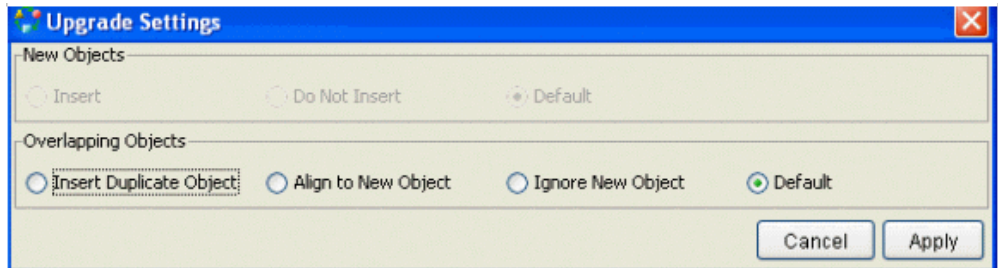 Upgrade Settings
New Objects
Insert Do Not Insert Default
Overlapping Objects
Insert Duplicate Object Align to New Object Ignore New Object Default
Cancel Apply